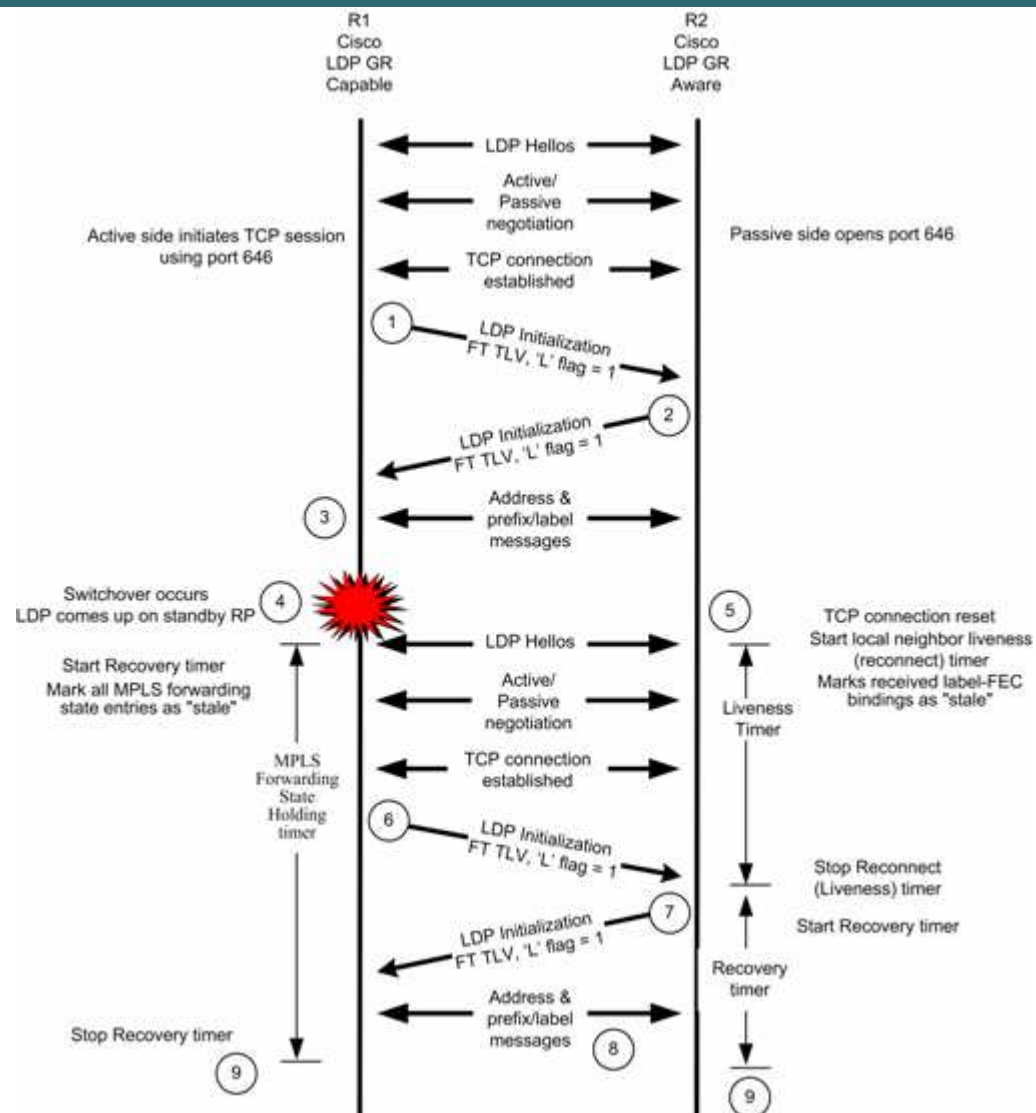 R1
Cisco
LDP GR
Capable
R2
Cisco
LDP GR
Aware
LDP Hellos
Active/
Passive
negotiation
Active side initiates TCP session
using port 646
Passive side opens port 646
TCP connection
established
1
LDP Initialization
FT TLV, 'L' flag = 1
2
LDP Initialization
FT TLV, 'L' flag = 1
3
Address &
prefix/label
messages
Switchover occurs
LDP comes up on standby RP
4
5
TCP connection reset
Start local neighbor liveness
(reconnect) timer
Marks received label-FEC
bindings as "stale"
LDP Hellos
Start Recovery timer
Mark all MPLS forwarding
state entries as "stale"
Active/
Passive
negotiation
Liveness
Timer
MPLS
Forwarding
State
Holding
timer
TCP connection
established
6
LDP Initialization
FT TLV, 'L' flag = 1
Stop Reconnect
(Liveness) timer
7
LDP Initialization
FT TLV, 'L' flag = 1
Start Recovery timer
Recovery
timer
Address &
prefix/label
messages
8
Stop Recovery timer
9
9